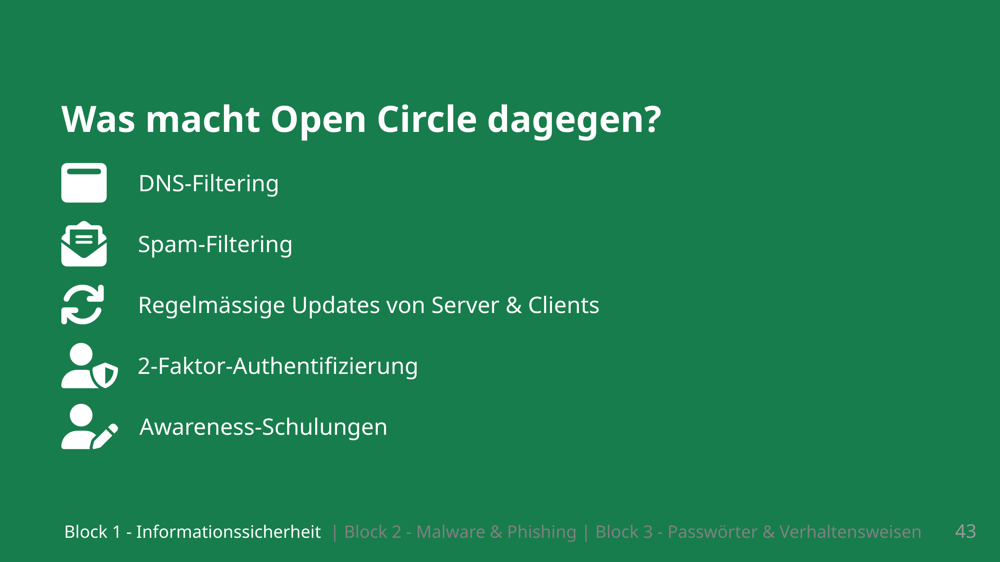 Was macht Open Circle dagegen?
DNS-Filtering
Spam-Filtering
Regelmässige Updates von Server & Clients
2-Faktor-Authentifizierung
Awareness-Schulungen
Block 1 - Informationssicherheit | Block 2 - Malware & Phishing | Block 3 - Passwörter & Verhaltensweisen 43